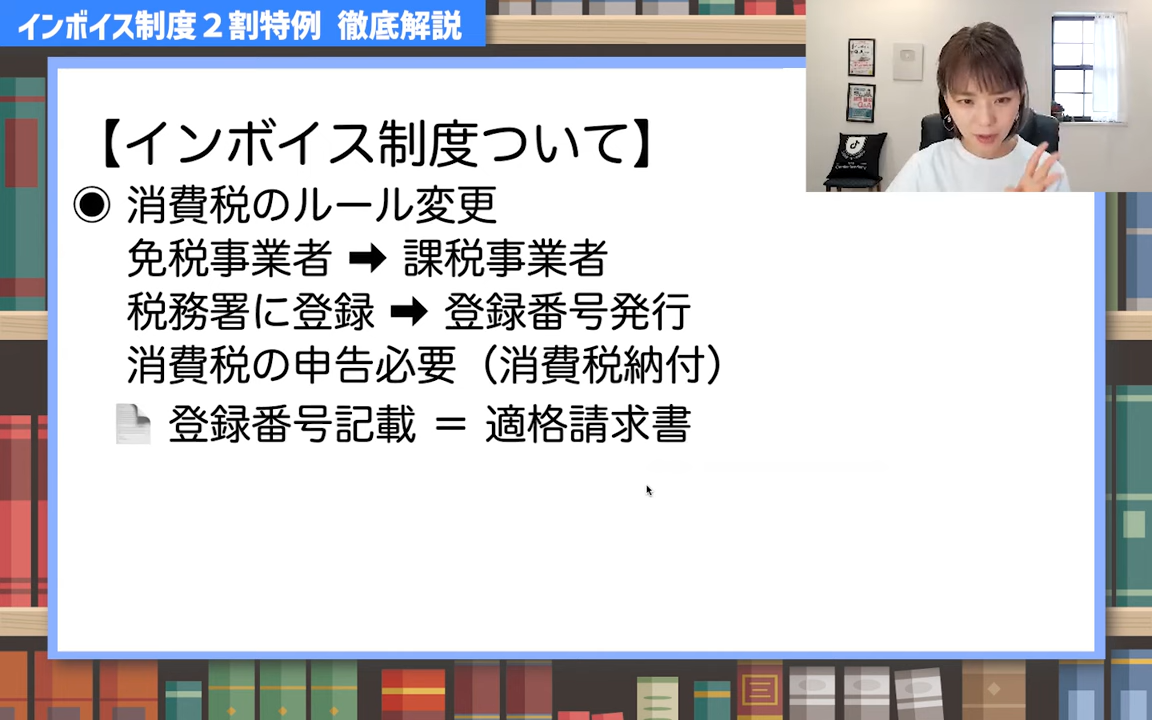 インボイス制度２割特例 徹底解説
【インボイス制度ついて】
◉ 消費税のルール変更
免税事業者 ➡ 課税事業者
税務署に登録 ➡ 登録番号発行
消費税の申告必要（消費税納付）
登録番号記載 ＝ 適格請求書